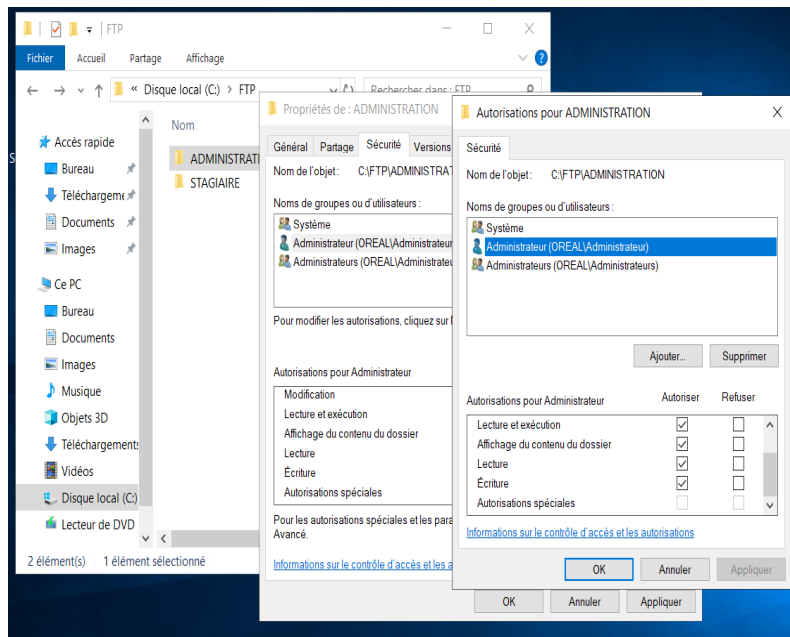 FTP
Fichier Accueil Partage Affichage
« Disque local (C:) > FTP
Rechercher dans : FTP
Accès rapide
Bureau
Téléchargeme
Documents
Images
Ce PC
Bureau
Documents
Images
Musique
Objets 3D
Téléchargements
Vidéos
Disque local (C:)
Lecteur de DVD
Nom
ADMINISTRATI
STAGIAIRE
2 élément(s) 1 élément sélectionné
Propriétés de : ADMINISTRATION
Général Partage Sécurité Versions
Nom de l'objet : C:\FTP\ADMINISTRAT
Noms de groupes ou d'utilisateurs :
Système
Administrateur (OREAL\Administrateur
Administrateurs (OREAL\Administrateu
Pour modifier les autorisations, cliquez sur
Autorisations pour Administrateur
Modification
Lecture et exécution
Affichage du contenu du dossier
Lecture
Écriture
Autorisations spéciales
Pour les autorisations spéciales et les para
Avancé.
Informations sur le contrôle d'accès et les a
OK Annuler Appliquer
Autorisations pour ADMINISTRATION
Sécurité
Nom de l'objet : C:\FTP\ADMINISTRATION
Noms de groupes ou d'utilisateurs :
Système
Administrateur (OREAL\Administrateur)
Administrateurs (OREAL\Administrateurs)
Ajouter... Supprimer
Autorisations pour Administrateur Autoriser Refuser
Lecture et exécution
Affichage du contenu du dossier
Lecture
Écriture
Autorisations spéciales
Informations sur le contrôle d'accès et les autorisations
OK Annuler Appliquer